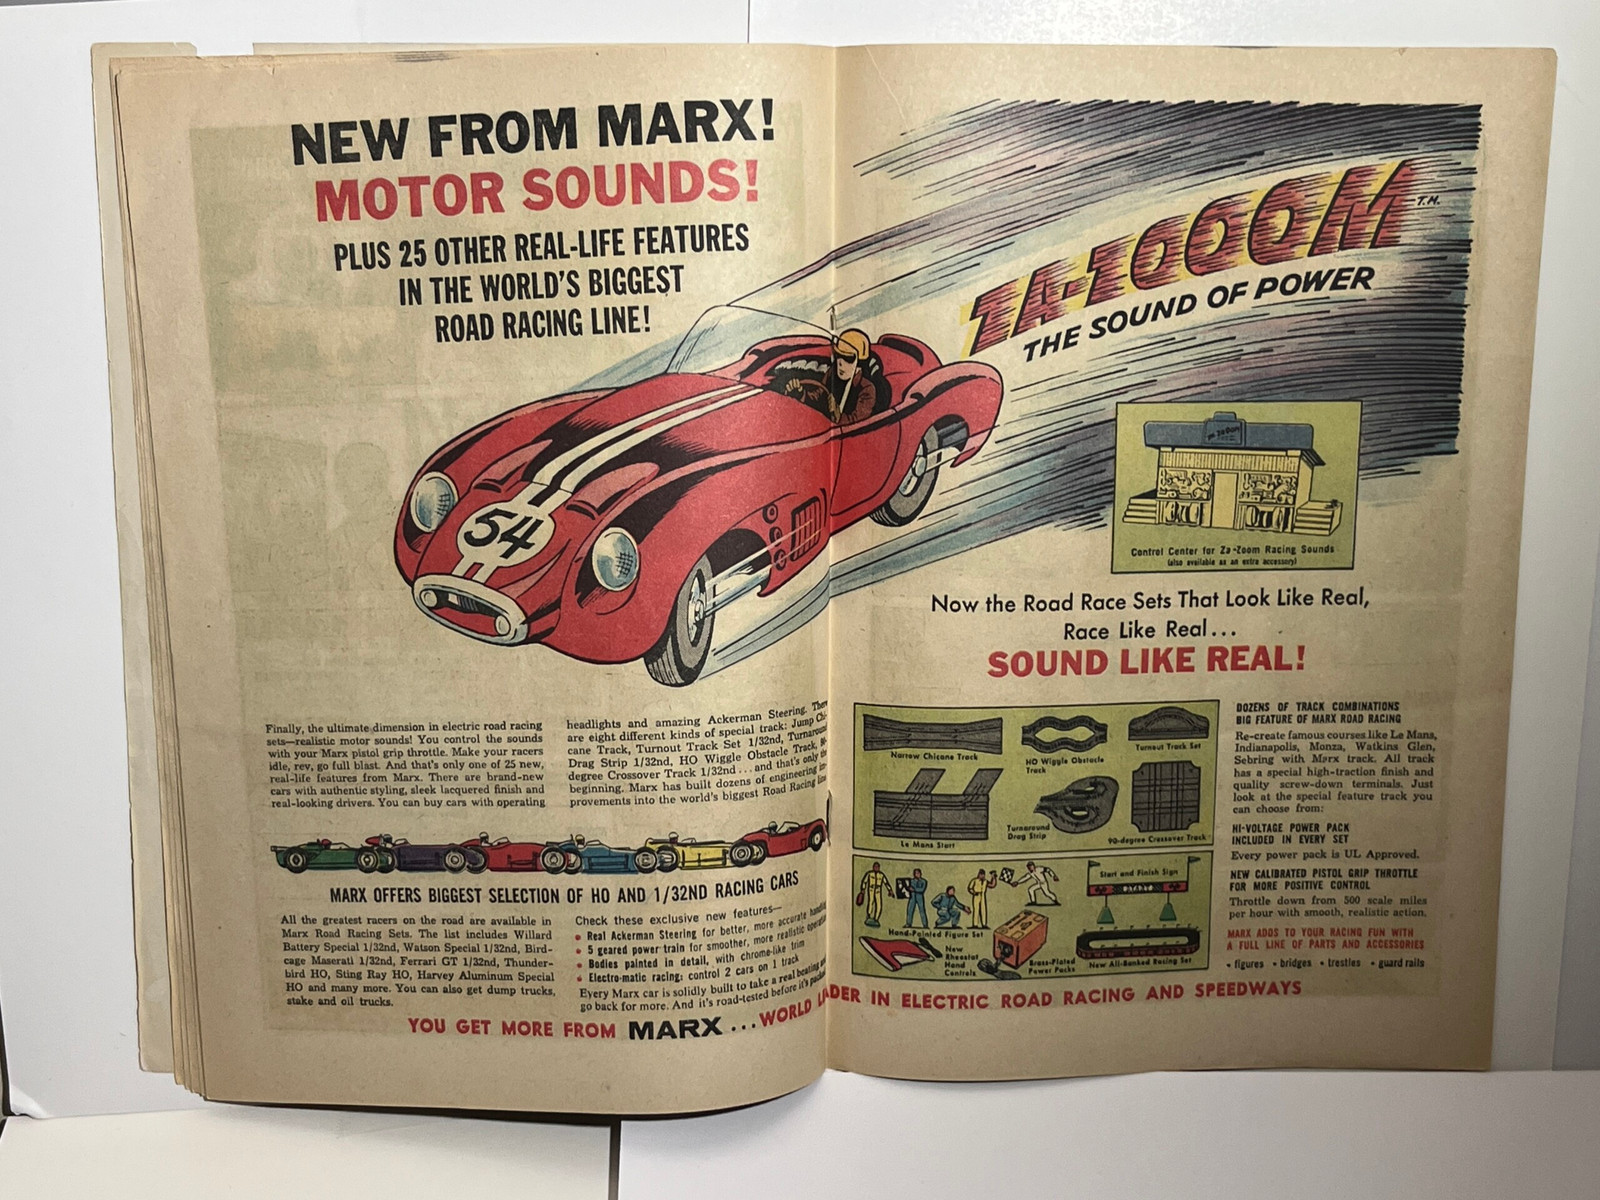 NEW FROM MARX!
MOTOR SOUNDS!
PLUS 25 OTHER REAL-LIFE FEATURES
IN THE WORLD'S BIGGEST
ROAD RACING LINE!
54
ZA-ZOOOM T.M.
THE SOUND OF POWER
Control Center for Za-Zoom Racing Sounds
(also available as an extra accessory)
Now the Road Race Sets That Look Like Real,
Race Like Real...
SOUND LIKE REAL!
Finally, the ultimate dimension in electric road racing
sets—realistic motor sounds! You control the sounds
with your Marx pistol grip throttle. Make your racers
idle, rev, go full blast. And that's only one of 25 new,
real-life features from Marx. There are brand-new
cars with authentic styling, sleek lacquered finish and
real-looking drivers. You can buy cars with operating
headlights and amazing Ackerman Steering. There
are eight different kinds of special track: Jump Chi-
cane Track, Turnout Track Set 1/32nd, Turnaround
Drag Strip 1/32nd, HO Wiggle Obstacle Track,
degree Crossover Track 1/32nd...and that's only the
beginning. Marx has built dozens of engineering im-
provements into the world's biggest Road Racing line
MARX OFFERS BIGGEST SELECTION OF HO AND 1/32ND RACING CARS
All the greatest racers on the road are available in
Marx Road Racing Sets. The list includes Willard
Battery Special 1/32nd, Watson Special 1/32nd, Bird-
cage Maserati 1/32nd, Ferrari GT 1/32nd, Thunder-
bird HO, Sting Ray HO, Harvey Aluminum Special
HO and many more. You can also get dump trucks,
stake and oil trucks.
Check these exclusive new features—
• Real Ackerman Steering for better, more accurate handling
• 5 geared power train for smoother, more realistic operation
• Bodies painted in detail, with chrome-like trim
• Electro-matic racing: control 2 cars on 1 track
Every Marx car is solidly built to take a real beating and
go back for more. And it's road-tested before it's packed
Narrow Chicane Track
HO Wiggle Obstacle
Track
Turnout Track Set
Le Mans Start
Turnaround
Drag Strip
90-degree Crossover Track
Hand-Painted Figure Set
Start and Finish Sign
START
New
Rheostat
Hand
Controls
Brass-Plated
Power Packs
New All-Banked Racing Set
DOZENS OF TRACK COMBINATIONS
BIG FEATURE OF MARX ROAD RACING
Re-create famous courses like Le Mans,
Indianapolis, Monza, Watkins Glen,
Sebring with Marx track. All track
has a special high-traction finish and
quality screw-down terminals. Just
look at the special feature track you
can choose from:
HI-VOLTAGE POWER PACK
INCLUDED IN EVERY SET
Every power pack is UL Approved.
NEW CALIBRATED PISTOL GRIP THROTTLE
FOR MORE POSITIVE CONTROL
Throttle down from 500 scale miles
per hour with smooth, realistic action.
MARX ADDS TO YOUR RACING FUN WITH
A FULL LINE OF PARTS AND ACCESSORIES
• figures • bridges • trestles • guard rails
YOU GET MORE FROM MARX...WORLD LEADER IN ELECTRIC ROAD RACING AND SPEEDWAYS